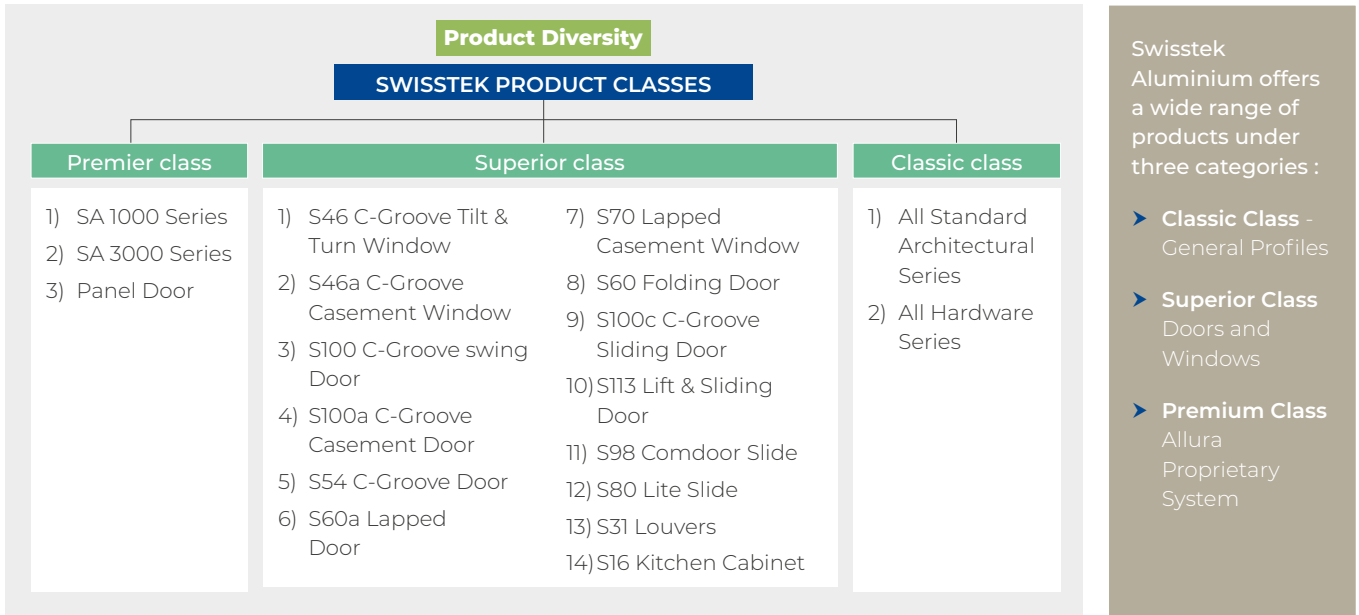 Product Diversity
SWISSTEK PRODUCT CLASSES
Premier class
1) SA 1000 Series
2) SA 3000 Series
3) Panel Door
Superior class
1) S46 C-Groove Tilt &
Turn Window
2) S46a C-Groove
Casement Window
3) S100 C-Groove swing
Door
4) S100a C-Groove
Casement Door
5) S54 C-Groove Door
6) S60a Lapped
Door
7) S70 Lapped
Casement Window
8) S60 Folding Door
9) S100c C-Groove
Sliding Door
10) S113 Lift & Sliding
Door
11) S98 Comdoor Slide
12) S80 Lite Slide
13) S31 Louvers
14) S16 Kitchen Cabinet
Classic class
1) All Standard
Architectural
Series
2) All Hardware
Series
Swisstek
Aluminium offers
a wide range of
products under
three categories :
Classic Class -
General Profiles
Superior Class
Doors and
Windows
Premium Class
Allura
Proprietary
System